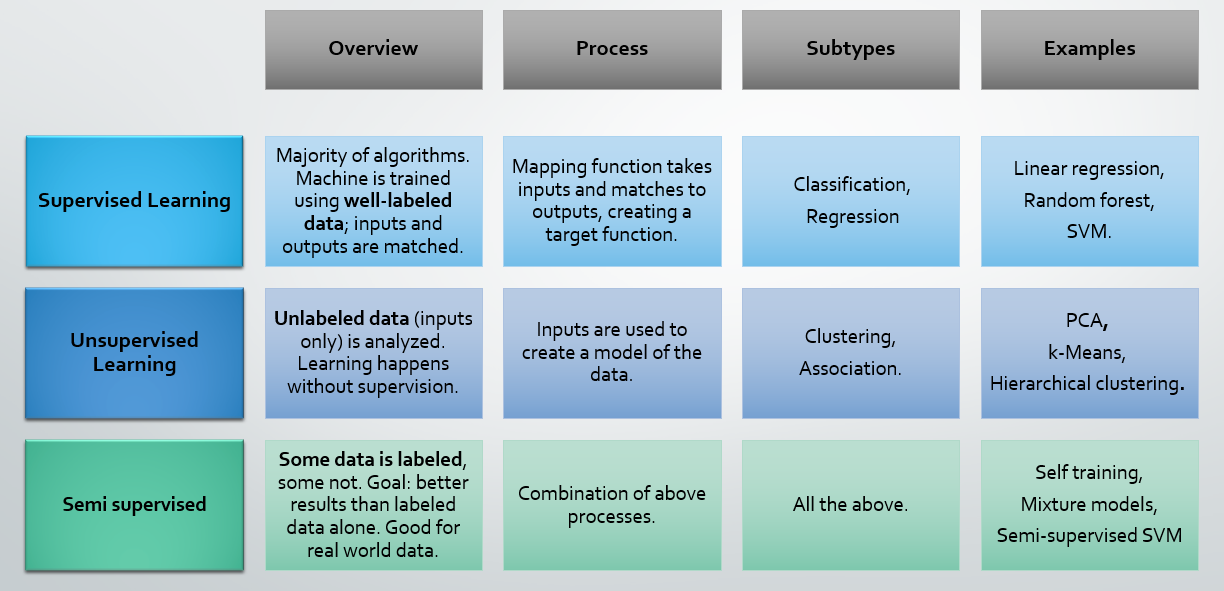 Overview
Process
Subtypes
Examples
Supervised Learning
Majority of algorithms.
Machine is trained
using well-labeled
data; inputs and
outputs are matched.
Mapping function takes
inputs and matches to
outputs, creating a
target function.
Classification,
Regression
Linear regression,
Random forest,
SVM.
Unsupervised
Learning
Unlabeled data (inputs
only) is analyzed.
Learning happens
without supervision.
Inputs are used to
create a model of the
data.
Clustering,
Association.
PCA,
k-Means,
Hierarchical clustering.
Semi supervised
Some data is labeled,
some not. Goal: better
results than labeled
data alone. Good for
real world data.
Combination of above
processes.
All the above.
Self training,
Mixture models,
Semi-supervised SVM